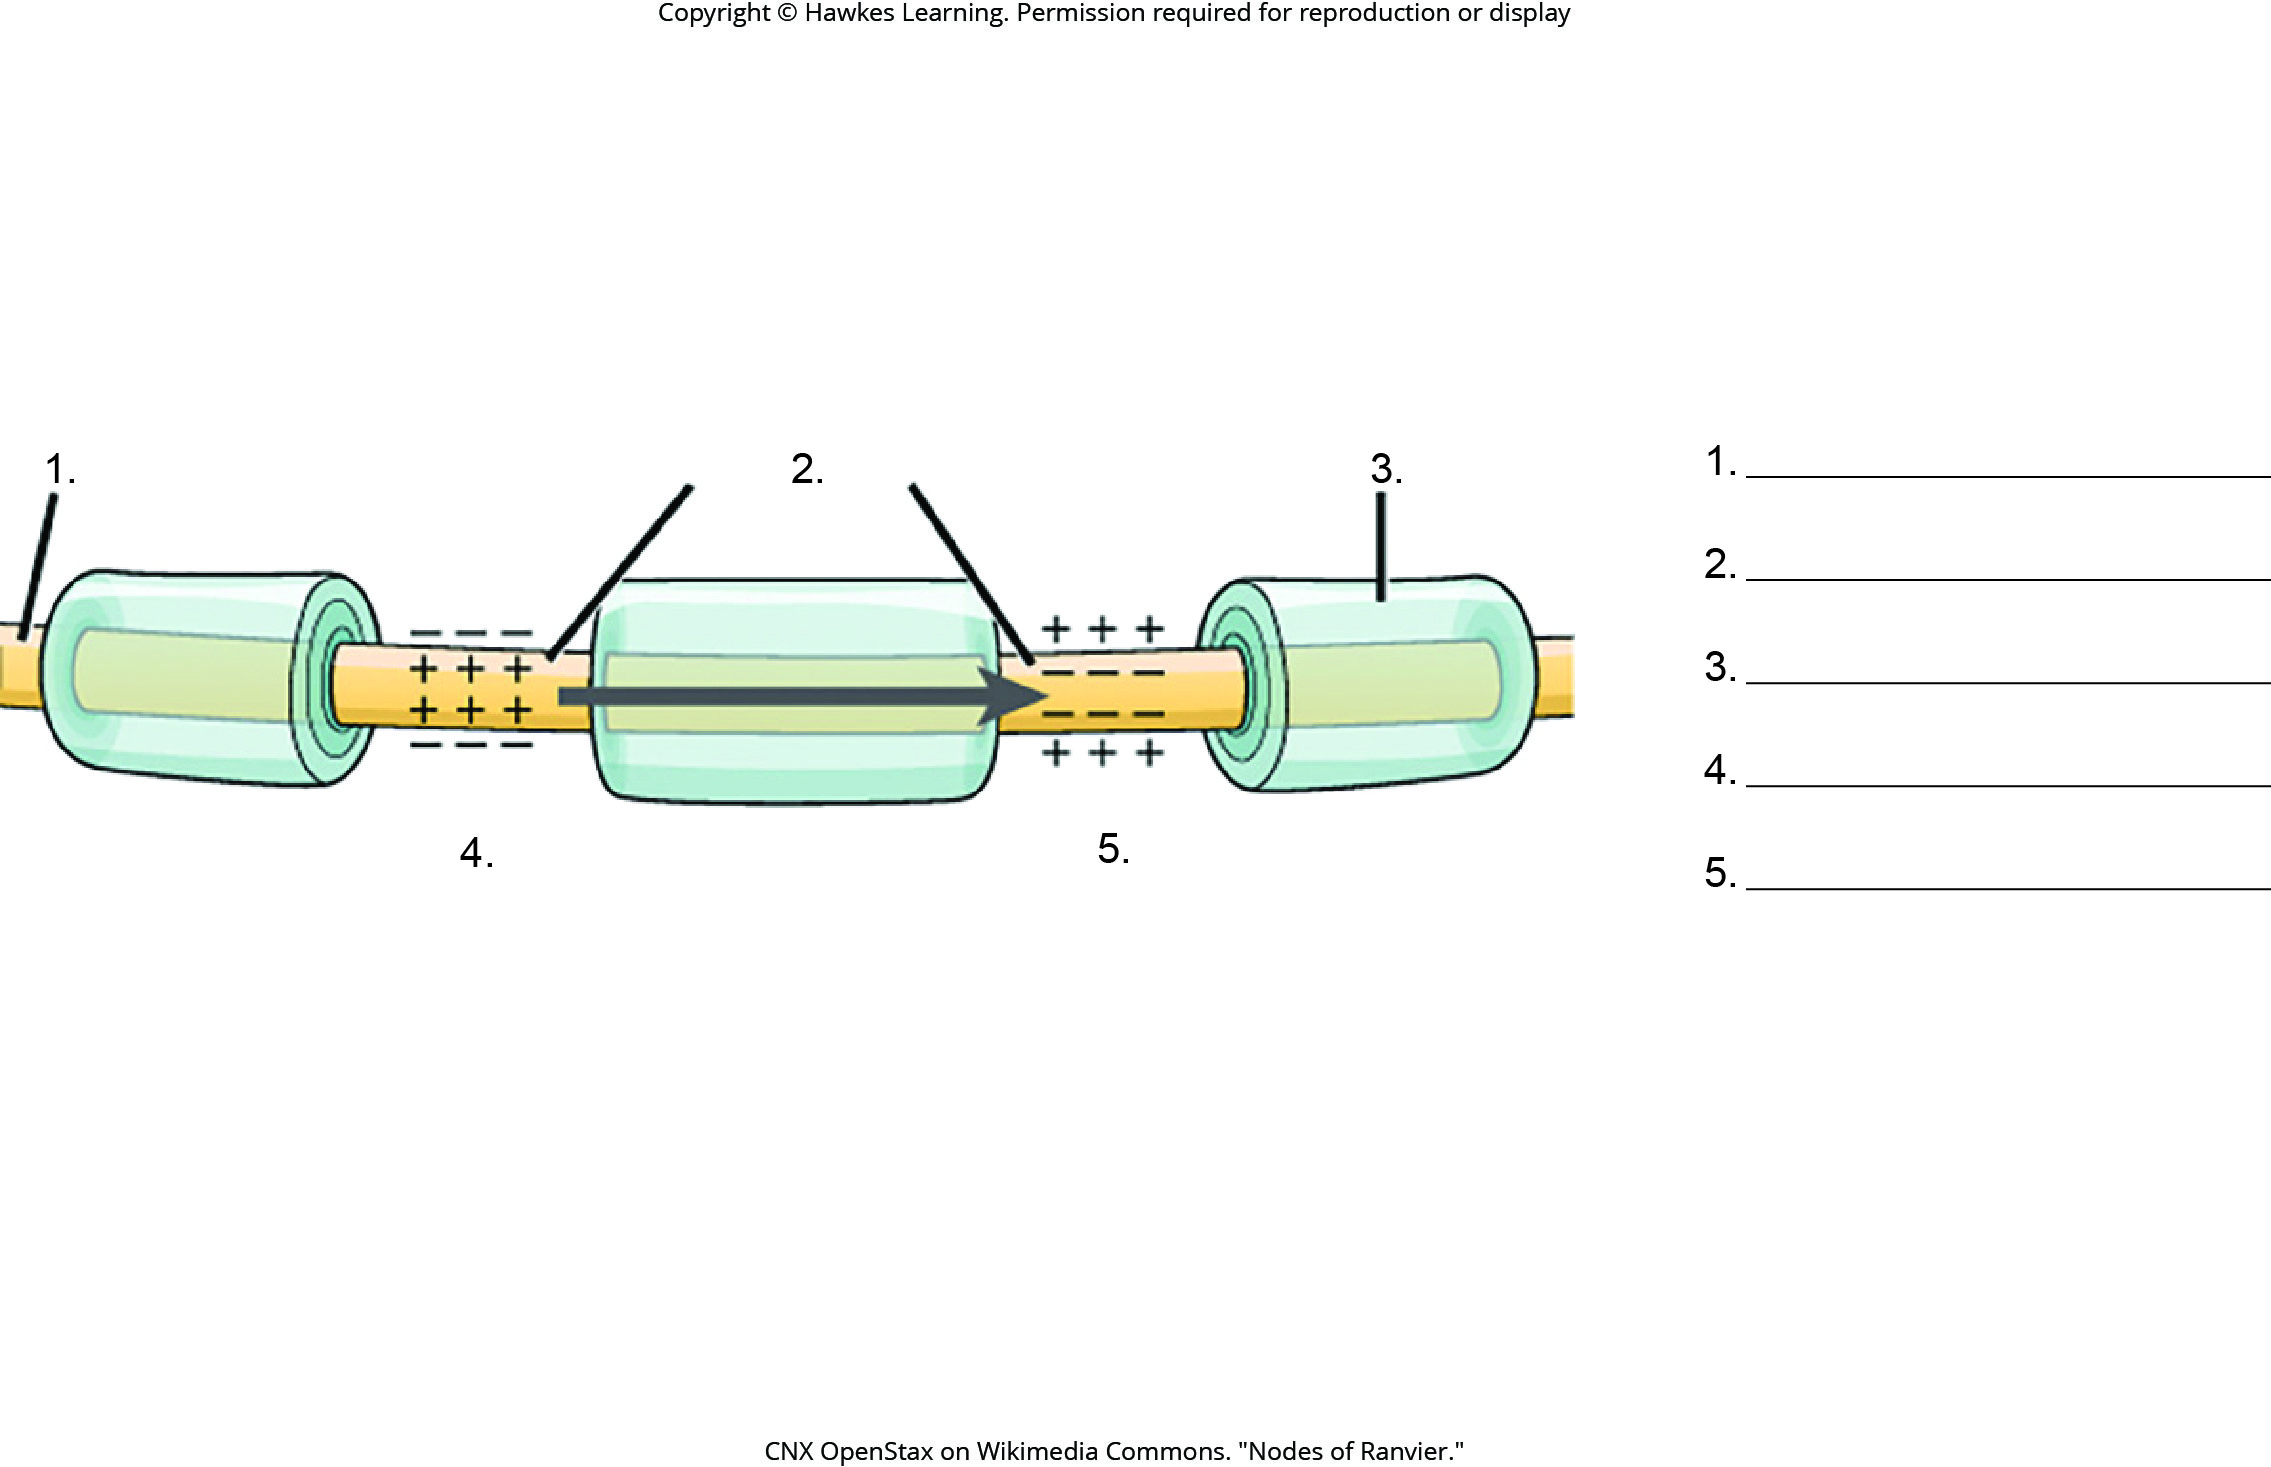 Copyright © Hawkes Learning. Permission required for reproduction or display
1. 2. 3.
− − −
+ + +
+ + +
− − −
+ + +
− − −
− − −
+ + +
4. 5.
1.
2.
3.
4.
5.
CNX OpenStax on Wikimedia Commons. "Nodes of Ranvier."